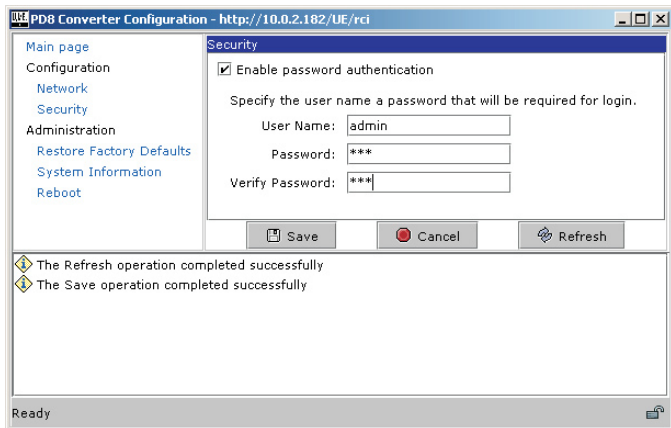 PD8 Converter Configuration - http://10.0.2.182/UE/rci
Main page
Configuration
Network
Security
Administration
Restore Factory Defaults
System Information
Reboot
Security
Enable password authentication
Specify the user name a password that will be required for login.
User Name: admin
Password: ***
Verify Password: ***
Save Cancel Refresh
The Refresh operation completed successfully
The Save operation completed successfully
Ready